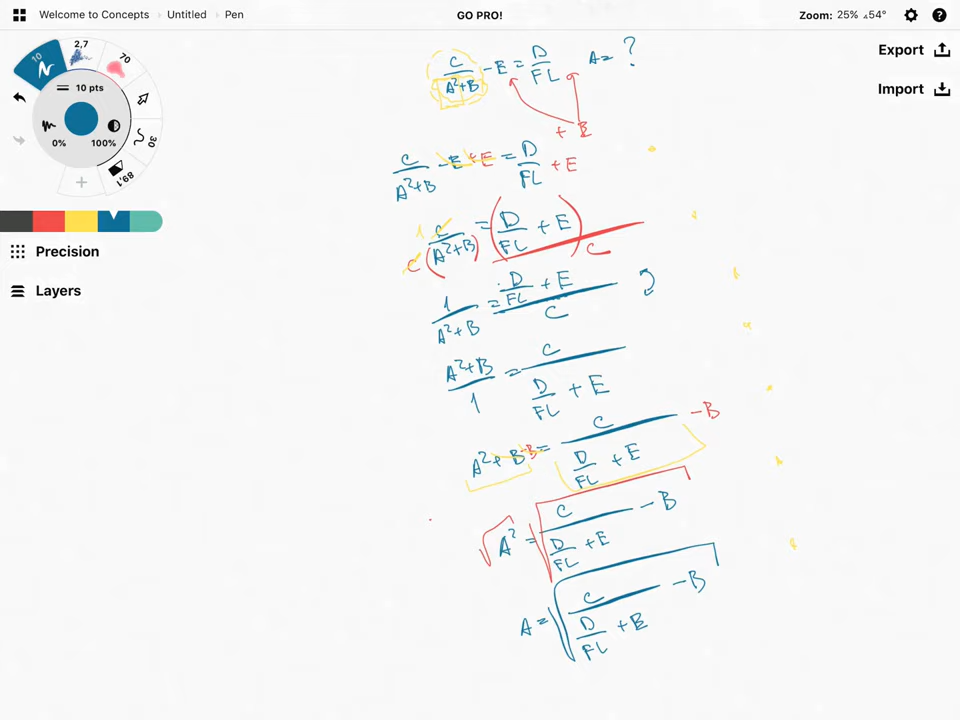 Welcome to Concepts > Untitled > Pen
GO PRO!
Zoom: 25% ∡54°
Export
Import
10
2,7
70
10 pts
0% 100%
30
89,1
Precision
Layers
C/(A²+B) - E = D/FL A = ?
+ E
C/(A²+B) - E + E = D/FL + E
1 C/(C(A²+B)) = (D/FL + E)/C
1/(A²+B) = (D/FL + E)/C
(A²+B)/1 = C/(D/FL + E)
A² + B - B = C/(D/FL + E) - B
√A² = √(C/(D/FL + E) - B)
A = √(C/(D/FL + E) - B)